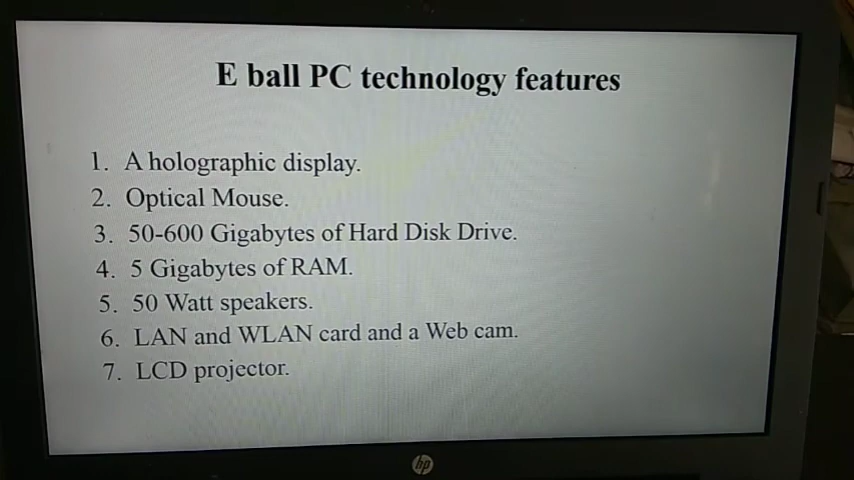 E ball PC technology features
1. A holographic display.
2. Optical Mouse.
3. 50-600 Gigabytes of Hard Disk Drive.
4. 5 Gigabytes of RAM.
5. 50 Watt speakers.
6. LAN and WLAN card and a Web cam.
7. LCD projector.
hp